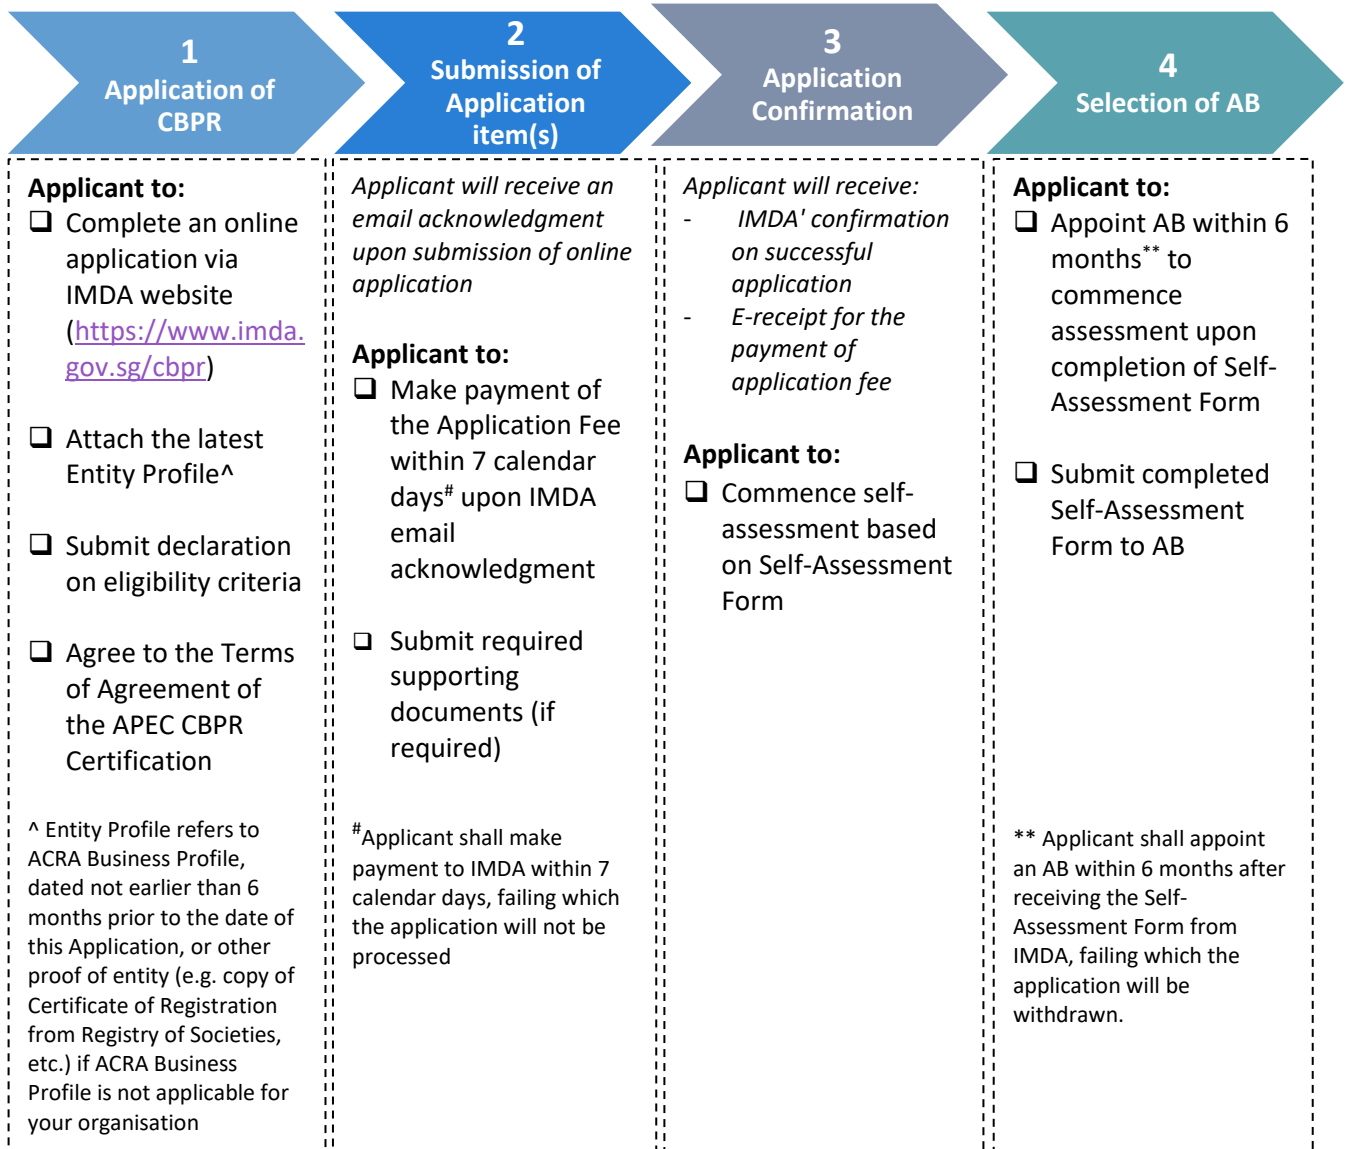 1
Application of
CBPR
2
Submission of
Application
item(s)
3
Application
Confirmation
4
Selection of AB
Applicant to:
❑ Complete an online
application via
IMDA website
(https://www.imda.
gov.sg/cbpr)
❑ Attach the latest
Entity Profile^
❑ Submit declaration
on eligibility criteria
❑ Agree to the Terms
of Agreement of
the APEC CBPR
Certification
^ Entity Profile refers to
ACRA Business Profile,
dated not earlier than 6
months prior to the date of
this Application, or other
proof of entity (e.g. copy of
Certificate of Registration
from Registry of Societies,
etc.) if ACRA Business
Profile is not applicable for
your organisation
Applicant will receive an
email acknowledgment
upon submission of online
application
Applicant to:
❑ Make payment of
the Application Fee
within 7 calendar
days# upon IMDA
email
acknowledgment
❑ Submit required
supporting
documents (if
required)
#Applicant shall make
payment to IMDA within 7
calendar days, failing which
the application will not be
processed
Applicant will receive:
- IMDA' confirmation
on successful
application
- E-receipt for the
payment of
application fee
Applicant to:
❑ Commence self-
assessment based
on Self-Assessment
Form
Applicant to:
❑ Appoint AB within 6
months** to
commence
assessment upon
completion of Self-
Assessment Form
❑ Submit completed
Self-Assessment
Form to AB
** Applicant shall appoint
an AB within 6 months after
receiving the Self-
Assessment Form from
IMDA, failing which the
application will be
withdrawn.